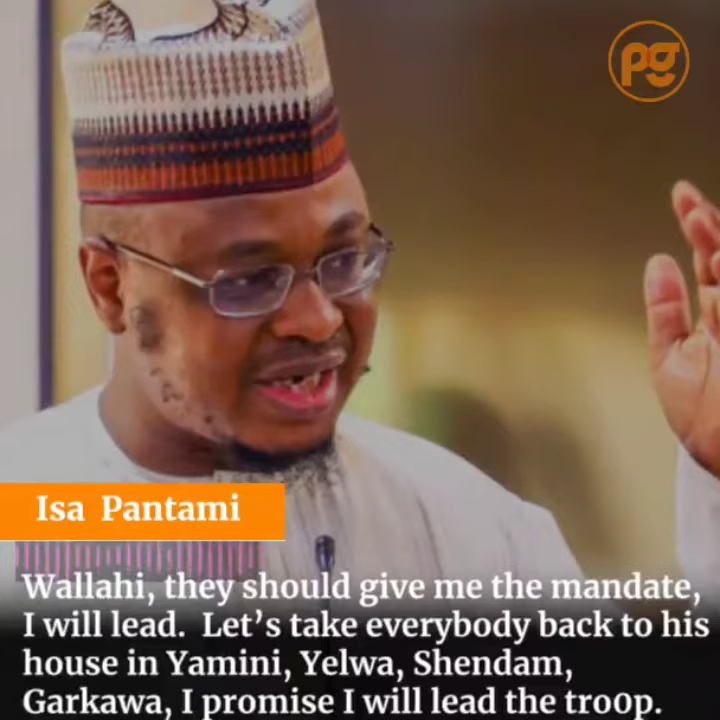 pg
Isa Pantami
Wallahi, they should give me the mandate,
I will lead. Let's take everybody back to his
house in Yamini, Yelwa, Shendam,
Garkawa, I promise I will lead the tro0p.